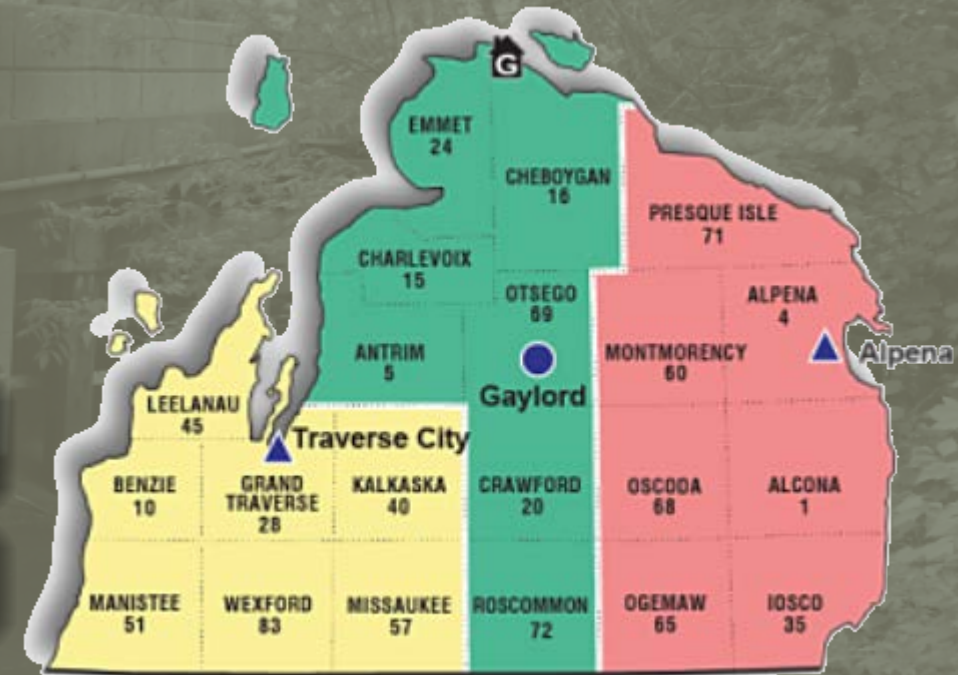 G
EMMET
24
CHEBOYGAN
16
PRESQUE ISLE
71
CHARLEVOIX
15
OTSEGO
69
ALPENA
4
Alpena
ANTRIM
5
MONTMORENCY
60
Gaylord
LEELANAU
45
Traverse City
BENZIE
10
GRAND
TRAVERSE
28
KALKASKA
40
CRAWFORD
20
OSCODA
68
ALCONA
1
MANISTEE
51
WEXFORD
83
MISSAUKEE
57
ROSCOMMON
72
OGEMAW
65
IOSCO
35